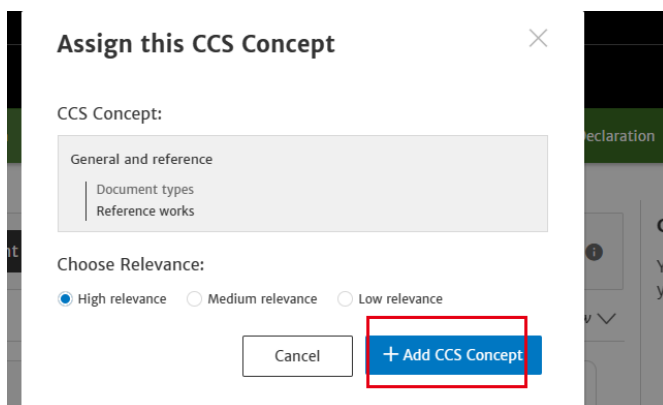 Assign this CCS Concept
CCS Concept:
eclaration
General and reference
Document types
Reference works
Choose Relevance:
High relevance Medium relevance Low relevance
Cancel
+ Add CCS Concept